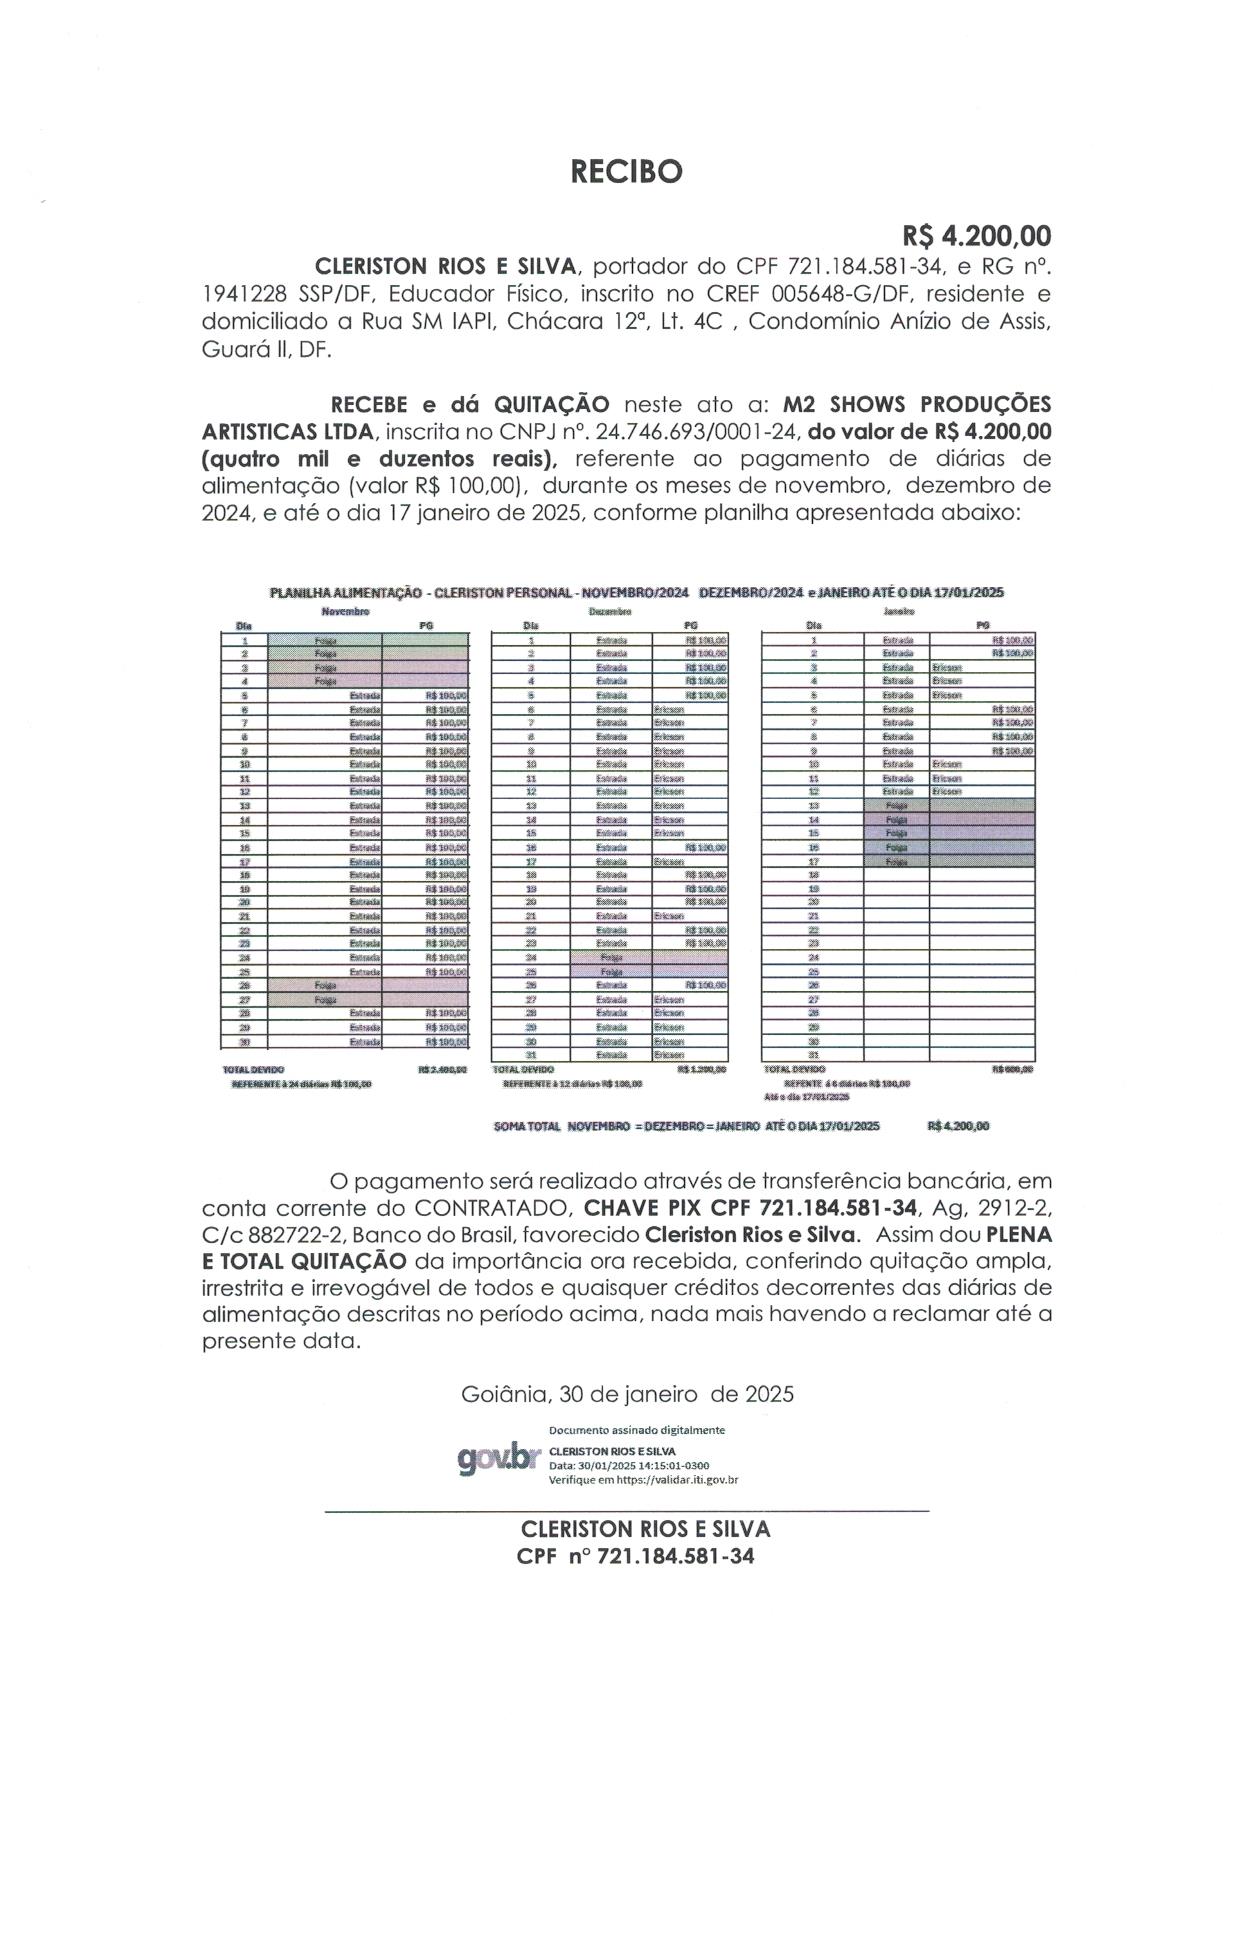 RECIBO
R$ 4.200,00
CLERISTON RIOS E SILVA, portador do CPF 721.184.581-34, e RG nº.
1941228 SSP/DF, Educador Físico, inscrito no CREF 005648-G/DF, residente e
domiciliado a Rua SM IAPI, Chácara 12ª, Lt. 4C , Condomínio Anízio de Assis,
Guará II, DF.
RECEBE e dá QUITAÇÃO neste ato a: M2 SHOWS PRODUÇÕES
ARTISTICAS LTDA, inscrita no CNPJ nº. 24.746.693/0001-24, do valor de R$ 4.200,00
(quatro mil e duzentos reais), referente ao pagamento de diárias de
alimentação (valor R$ 100,00), durante os meses de novembro, dezembro de
2024, e até o dia 17 janeiro de 2025, conforme planilha apresentada abaixo:
PLANILHA ALIMENTAÇÃO - CLERISTON PERSONAL - NOVEMBRO/2024 DEZEMBRO/2024 e JANEIRO ATÉ O DIA 17/01/2025
Novembro Dezembro Janeiro
Dia PG Dia PG Dia PG
1 Folga 1 Estrada R$ 100,00 1 Estrada R$ 100,00
2 Folga 2 Estrada R$ 100,00 2 Estrada R$ 100,00
3 Folga 3 Estrada R$ 100,00 3 Estrada Ericson
4 Folga 4 Estrada R$ 100,00 4 Estrada Ericson
5 Estrada R$ 100,00 5 Estrada R$ 100,00 5 Estrada Ericson
6 Estrada R$ 100,00 6 Estrada Ericson 6 Estrada R$ 100,00
7 Estrada R$ 100,00 7 Estrada Ericson 7 Estrada R$ 100,00
8 Estrada R$ 100,00 8 Estrada Ericson 8 Estrada R$ 100,00
9 Estrada R$ 100,00 9 Estrada Ericson 9 Estrada R$ 100,00
10 Estrada R$ 100,00 10 Estrada Ericson 10 Estrada Ericson
11 Estrada R$ 100,00 11 Estrada Ericson 11 Estrada Ericson
12 Estrada R$ 100,00 12 Estrada Ericson 12 Estrada Ericson
13 Estrada R$ 100,00 13 Estrada Ericson 13 Folga
14 Estrada R$ 100,00 14 Estrada Ericson 14 Folga
15 Estrada R$ 100,00 15 Estrada Ericson 15 Folga
16 Estrada R$ 100,00 16 Estrada R$ 100,00 16 Folga
17 Estrada R$ 100,00 17 Estrada Ericson 17 Folga
18 Estrada R$ 100,00 18 Estrada R$ 100,00 18
19 Estrada R$ 100,00 19 Estrada R$ 100,00 19
20 Estrada R$ 100,00 20 Estrada R$ 100,00 20
21 Estrada R$ 100,00 21 Estrada Ericson 21
22 Estrada R$ 100,00 22 Estrada R$ 100,00 22
23 Estrada R$ 100,00 23 Estrada R$ 100,00 23
24 Estrada R$ 100,00 24 Folga 24
25 Estrada R$ 100,00 25 Folga 25
26 Folga 26 Estrada R$ 100,00 26
27 Folga 27 Estrada Ericson 27
28 Estrada R$ 100,00 28 Estrada Ericson 28
29 Estrada R$ 100,00 29 Estrada Ericson 29
30 Estrada R$ 100,00 30 Estrada Ericson 30
31 Estrada Ericson 31
TOTAL DEVIDO R$ 2.400,00 TOTAL DEVIDO R$ 1.200,00 TOTAL DEVIDO R$ 600,00
REFERENTE à 24 diárias R$ 100,00 REFERENTE à 12 diárias R$ 100,00 REFENTE á 6 diárias R$ 100,00
Até o dia 17/01/2025
SOMA TOTAL NOVEMBRO = DEZEMBRO = JANEIRO ATÉ O DIA 17/01/2025 R$ 4.200,00
O pagamento será realizado através de transferência bancária, em
conta corrente do CONTRATADO, CHAVE PIX CPF 721.184.581-34, Ag, 2912-2,
C/c 882722-2, Banco do Brasil, favorecido Cleriston Rios e Silva. Assim dou PLENA
E TOTAL QUITAÇÃO da importância ora recebida, conferindo quitação ampla,
irrestrita e irrevogável de todos e quaisquer créditos decorrentes das diárias de
alimentação descritas no período acima, nada mais havendo a reclamar até a
presente data.
Goiânia, 30 de janeiro de 2025
Documento assinado digitalmente
gov.br CLERISTON RIOS E SILVA
Data: 30/01/2025 14:15:01-0300
Verifique em https://validar.iti.gov.br
CLERISTON RIOS E SILVA
CPF nº 721.184.581-34